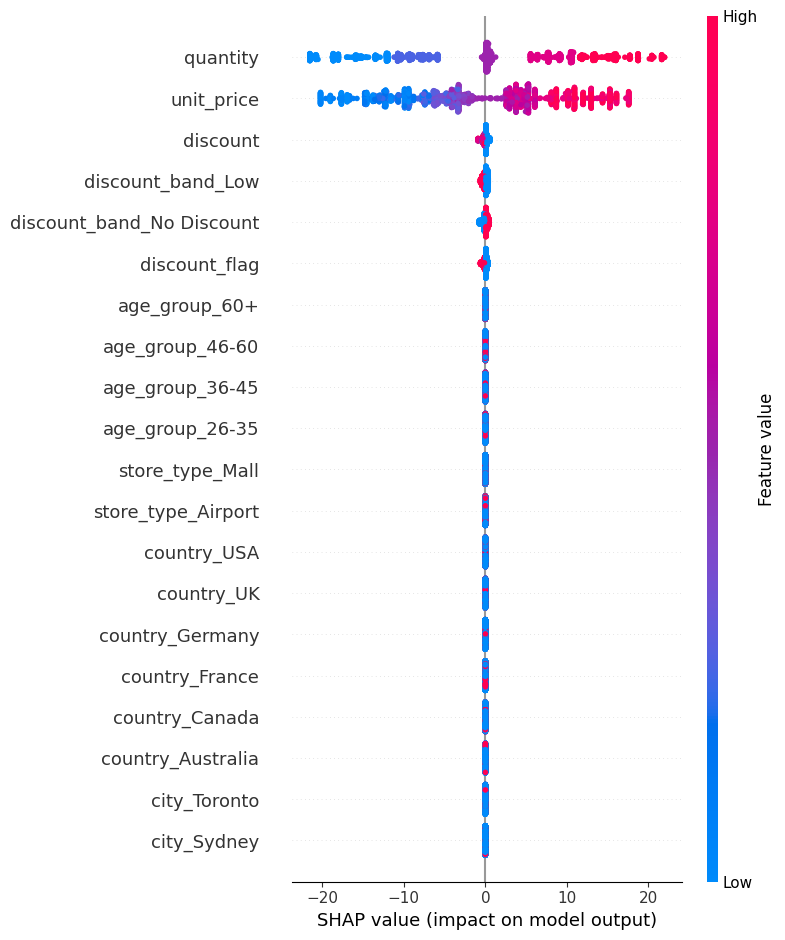 High
quantity
unit_price
discount
discount_band_Low
discount_band_No Discount
discount_flag
age_group_60+
age_group_46-60
age_group_36-45
age_group_26-35
store_type_Mall
store_type_Airport
country_USA
country_UK
country_Germany
country_France
country_Canada
country_Australia
city_Toronto
city_Sydney
Feature value
Low
−20 −10 0 10 20
SHAP value (impact on model output)